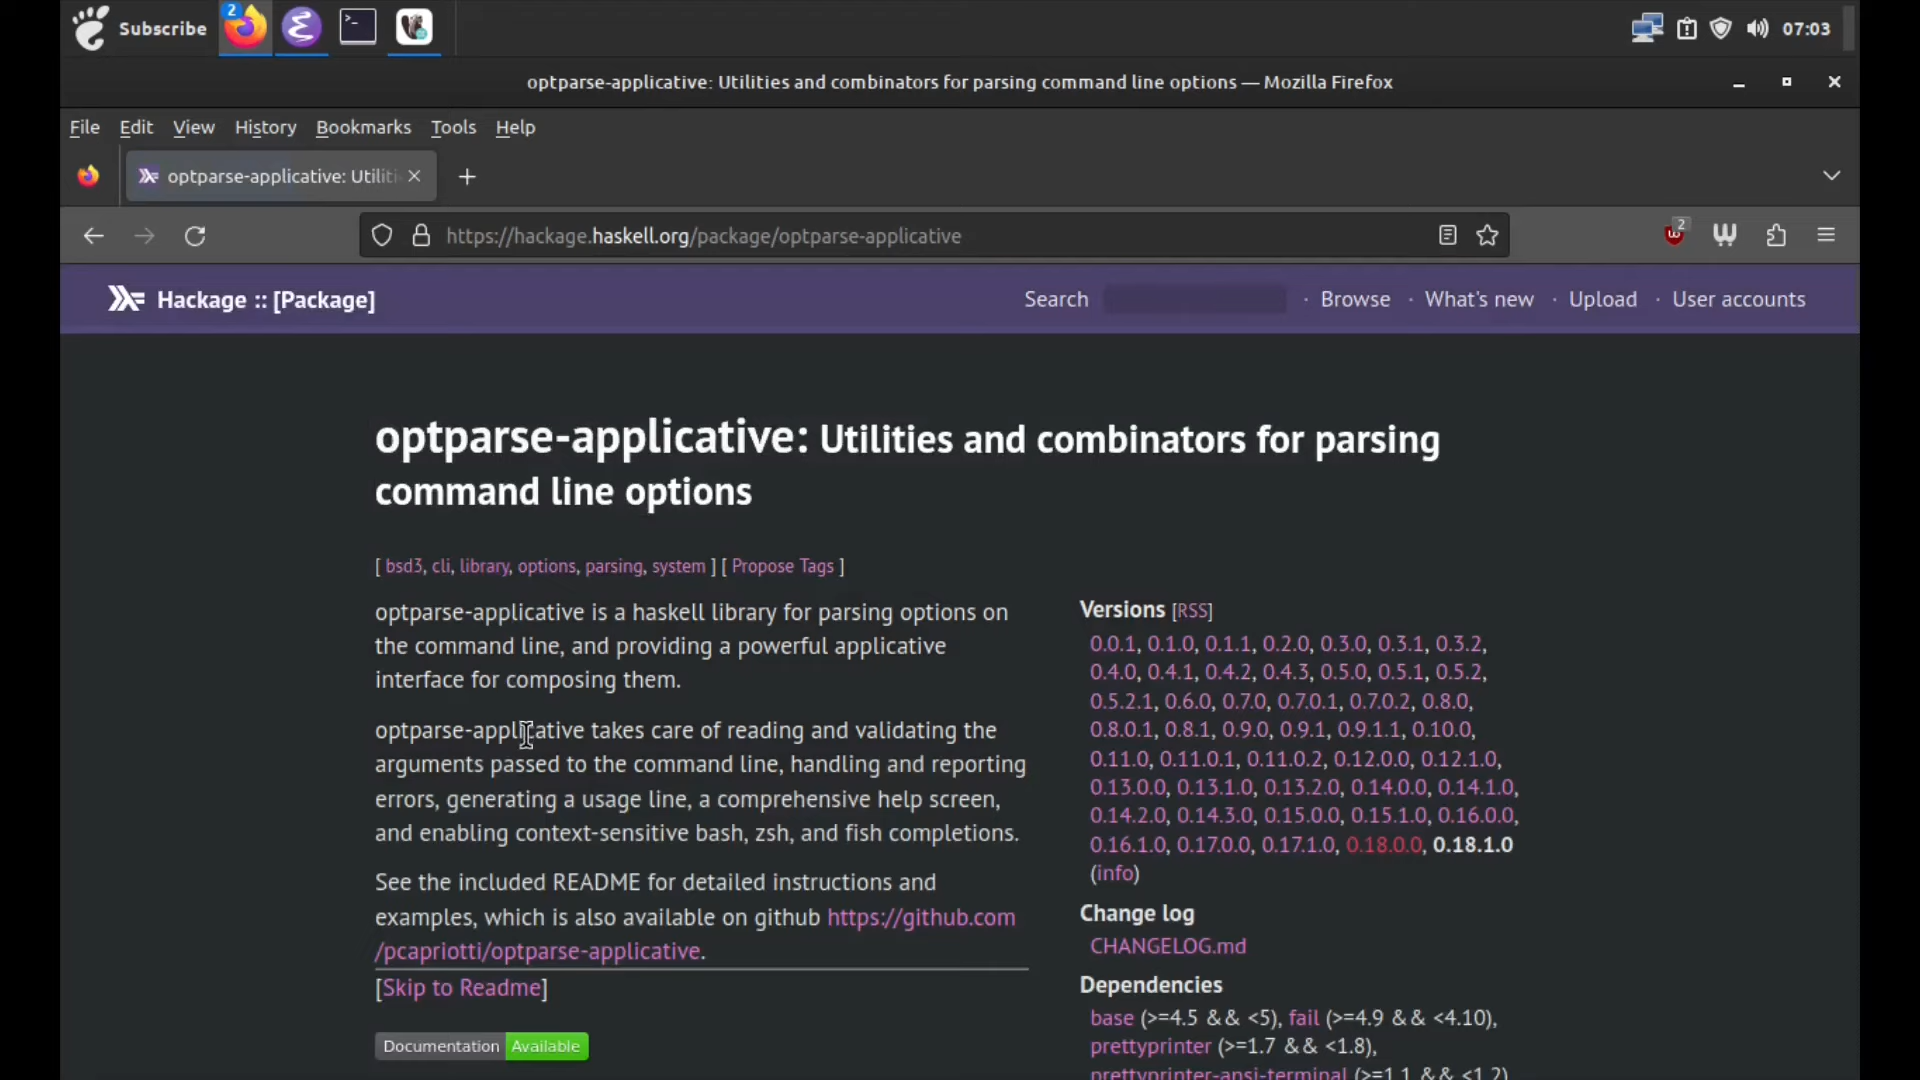 Subscribe
2
07:03
optparse-applicative: Utilities and combinators for parsing command line options — Mozilla Firefox
File Edit View History Bookmarks Tools Help
optparse-applicative: Utiliti
https://hackage.haskell.org/package/optparse-applicative
2
Hackage :: [Package]
Search · Browse · What's new · Upload · User accounts
optparse-applicative: Utilities and combinators for parsing
command line options
[ bsd3, cli, library, options, parsing, system ] [ Propose Tags ]
optparse-applicative is a haskell library for parsing options on
the command line, and providing a powerful applicative
interface for composing them.
optparse-applicative takes care of reading and validating the
arguments passed to the command line, handling and reporting
errors, generating a usage line, a comprehensive help screen,
and enabling context-sensitive bash, zsh, and fish completions.
See the included README for detailed instructions and
examples, which is also available on github https://github.com
/pcapriotti/optparse-applicative.
[Skip to Readme]
Documentation Available
Versions [RSS]
0.0.1, 0.1.0, 0.1.1, 0.2.0, 0.3.0, 0.3.1, 0.3.2,
0.4.0, 0.4.1, 0.4.2, 0.4.3, 0.5.0, 0.5.1, 0.5.2,
0.5.2.1, 0.6.0, 0.7.0, 0.7.0.1, 0.7.0.2, 0.8.0,
0.8.0.1, 0.8.1, 0.9.0, 0.9.1, 0.9.1.1, 0.10.0,
0.11.0, 0.11.0.1, 0.11.0.2, 0.12.0.0, 0.12.1.0,
0.13.0.0, 0.13.1.0, 0.13.2.0, 0.14.0.0, 0.14.1.0,
0.14.2.0, 0.14.3.0, 0.15.0.0, 0.15.1.0, 0.16.0.0,
0.16.1.0, 0.17.0.0, 0.17.1.0, 0.18.0.0, 0.18.1.0
(info)
Change log
CHANGELOG.md
Dependencies
base (>=4.5 && <5), fail (>=4.9 && <4.10),
prettyprinter (>=1.7 && <1.8),
prettyprinter-ansi-terminal (>=1.1 && <1.2)